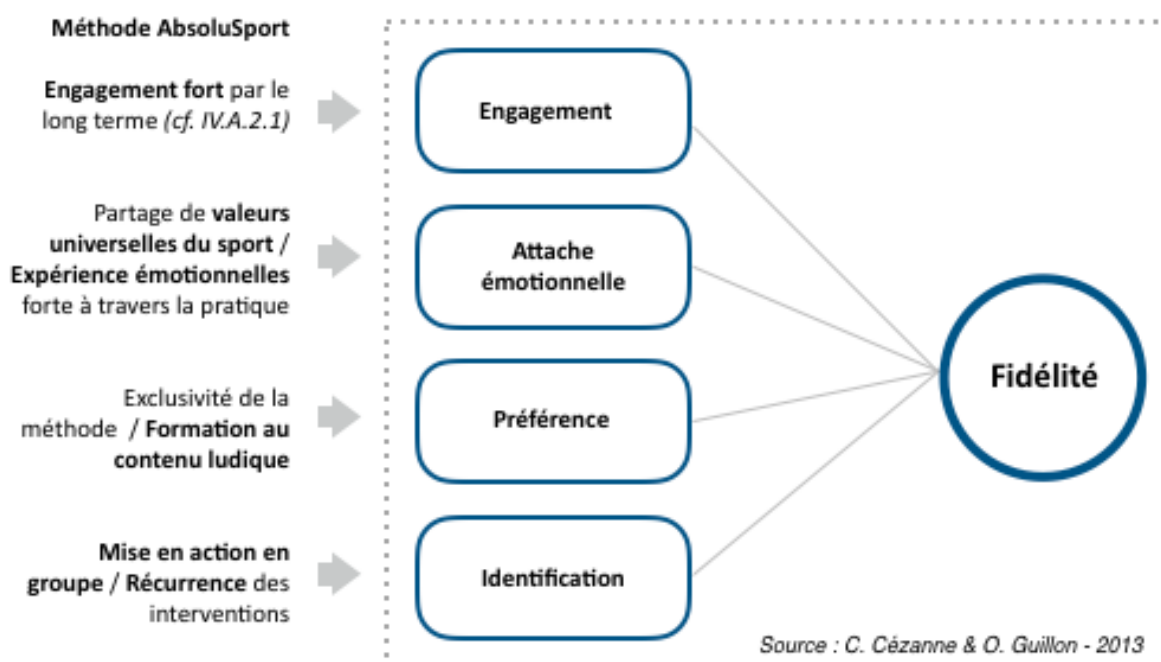 Méthode AbsoluSport
Engagement fort par le
long terme (cf. IV.A.2.1)
Engagement
Partage de valeurs
universelles du sport /
Expérience émotionnelles
forte à travers la pratique
Attache
émotionnelle
Exclusivité de la
méthode / Formation au
contenu ludique
Préférence
Mise en action en
groupe / Récurrence des
interventions
Identification
Fidélité
Source : C. Cézanne & O. Guillon - 2013